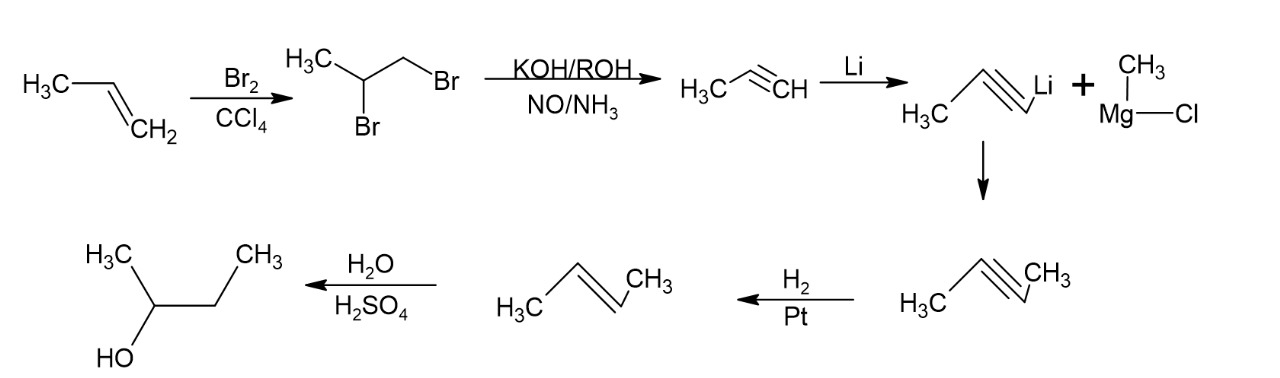 H₃C
CH₂
Br₂
CCl₄
H₃C
Br
Br
KOH/ROH
NO/NH₃
H₃C
CH
Li
H₃C
Li
+
CH₃
Mg
Cl
H₃C
CH₃
HO
H₂O
H₂SO₄
H₃C
CH₃
H₂
Pt
H₃C
CH₃